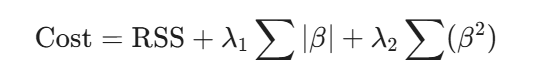 Cost = RSS + λ₁ ∑ |β| + λ₂ ∑(β²)